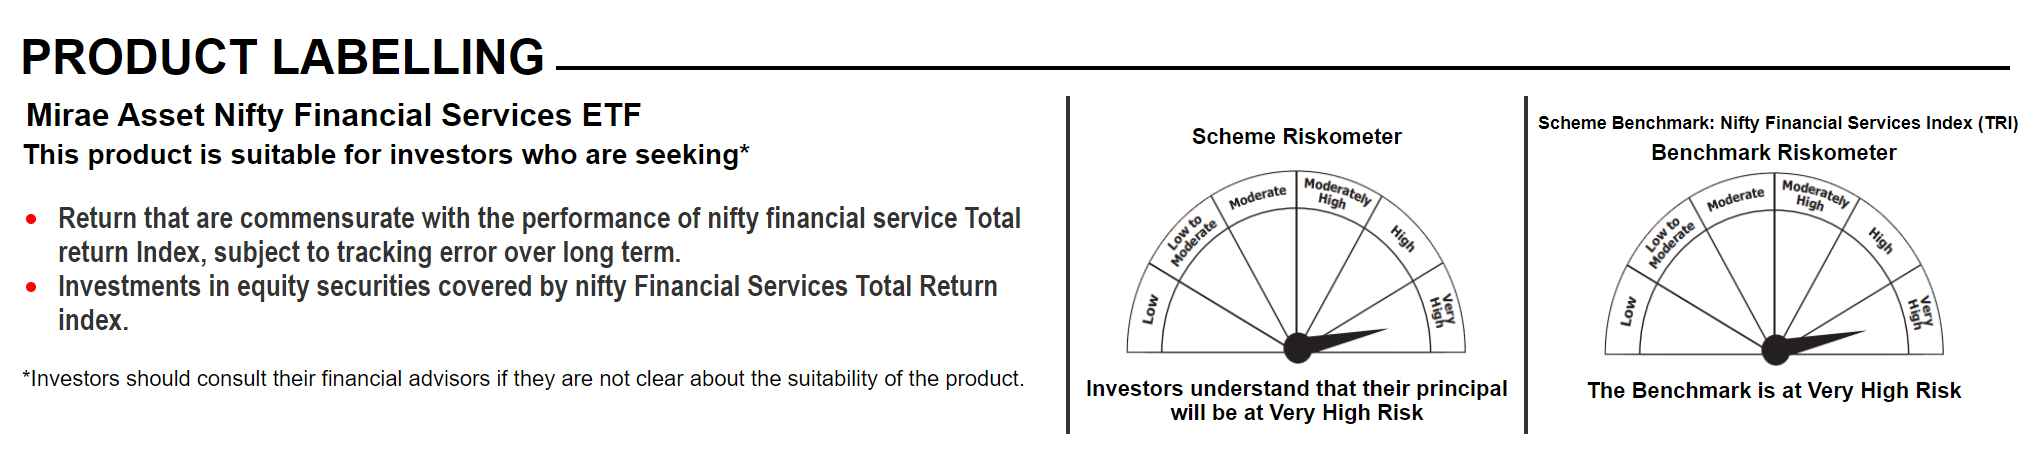 PRODUCT LABELLING
Mirae Asset Nifty Financial Services ETF
This product is suitable for investors who are seeking*
Return that are commensurate with the performance of nifty financial service Total
return Index, subject to tracking error over long term.
Investments in equity securities covered by nifty Financial Services Total Return
index.
*Investors should consult their financial advisors if they are not clear about the suitability of the product.
Scheme Riskometer
Low
Low to
Moderate
Moderate
Moderately
High
High
Very
High
Investors understand that their principal
will be at Very High Risk
Scheme Benchmark: Nifty Financial Services Index (TRI)
Benchmark Riskometer
Low
Low to
Moderate
Moderate
Moderately
High
High
Very
High
The Benchmark is at Very High Risk